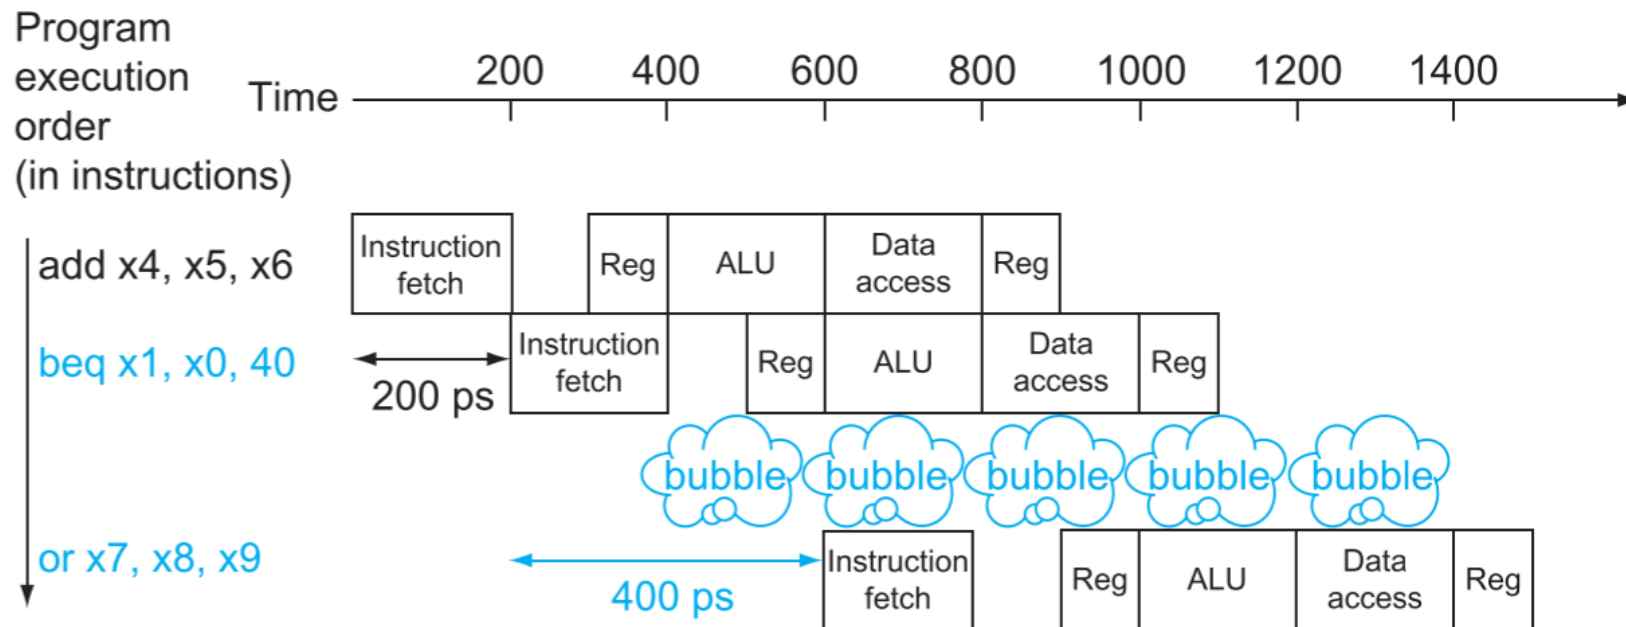 Program
execution
order
(in instructions)
Time
200 400 600 800 1000 1200 1400
add x4, x5, x6
Instruction
fetch
Reg
ALU
Data
access
Reg
beq x1, x0, 40
200 ps
Instruction
fetch
Reg
ALU
Data
access
Reg
bubble bubble bubble bubble bubble
or x7, x8, x9
400 ps
Instruction
fetch
Reg
ALU
Data
access
Reg